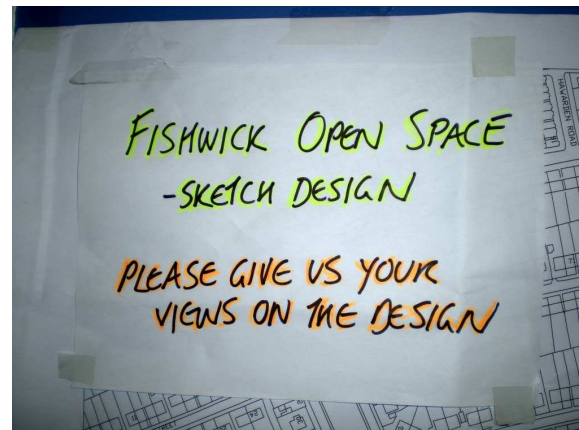 FISHWICK OPEN SPACE
-SKETCH DESIGN
PLEASE GIVE US YOUR
VIEWS ON THE DESIGN
HAWARDEN ROAD